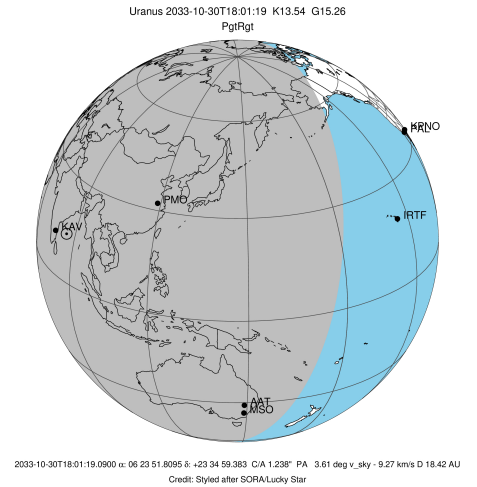 Uranus 2033-10-30T18:01:19 K13.54 G15.26
PgtRgt
KPNO
PAL
IRTF
PMO
KAV
AAT
MSO
2033-10-30T18:01:19.0900 α: 06 23 51.8095 δ: +23 34 59.383 C/A 1.238" PA 3.61 deg v_sky - 9.27 km/s D 18.42 AU
Credit: Styled after SORA/Lucky Star